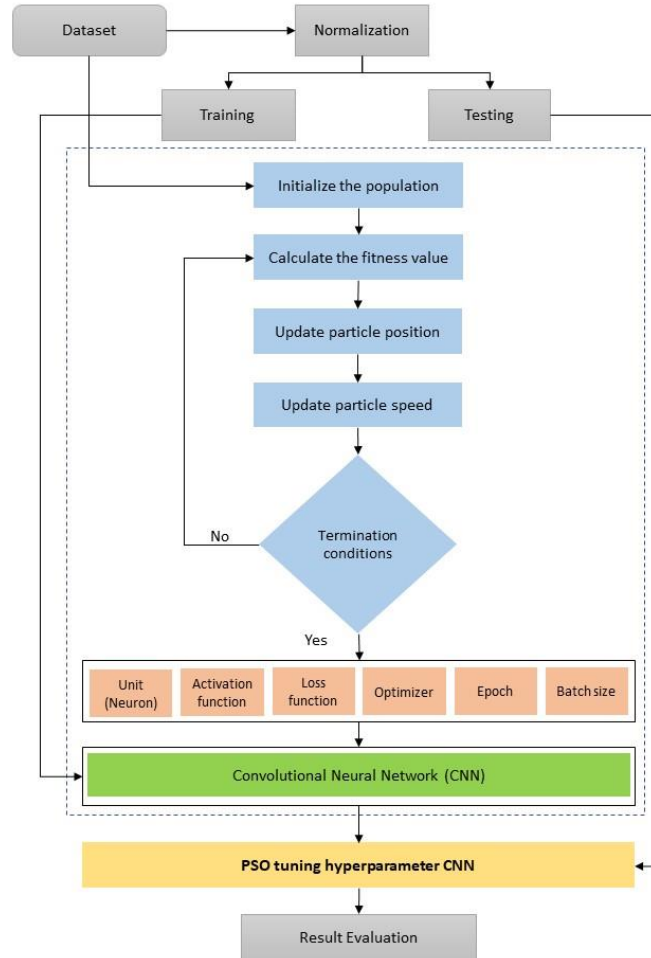 Dataset
Normalization
Training
Testing
Initialize the population
Calculate the fitness value
Update particle position
Update particle speed
Termination
conditions
No
Yes
Unit
(Neuron)
Activation
function
Loss
function
Optimizer
Epoch
Batch size
Convolutional Neural Network (CNN)
PSO tuning hyperparameter CNN
Result Evaluation